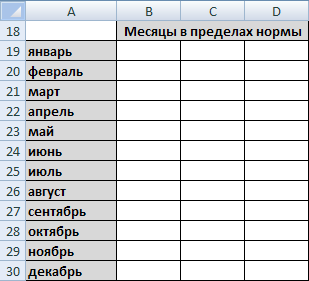 A B C D
18 Месяцы в пределах нормы
19 январь
20 февраль
21 март
22 апрель
23 май
24 июнь
25 июль
26 август
27 сентябрь
28 октябрь
29 ноябрь
30 декабрь